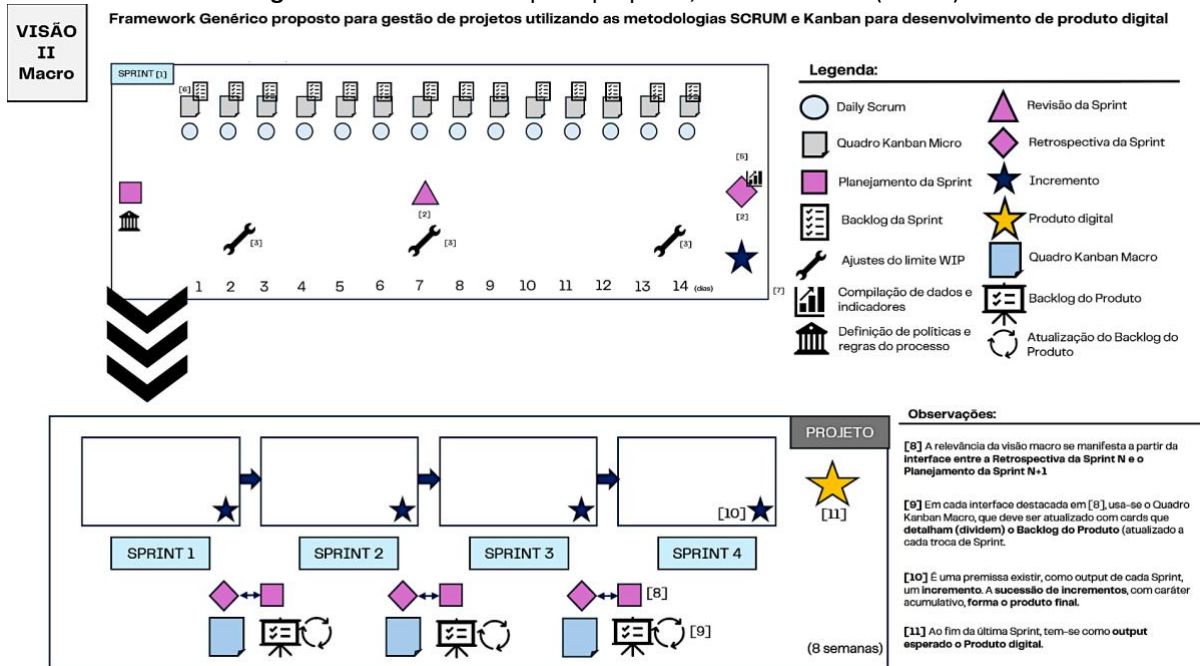 Framework Genérico proposto para gestão de projetos utilizando as metodologias SCRUM e Kanban para desenvolvimento de produto digital
VISÃO
II
Macro
SPRINT [1]
[6]
[5]
[2]
[2]
[3]
[3]
[3]
1 2 3 4 5 6 7 8 9 10 11 12 13 14 (dias)
[7]
Legenda:
Daily Scrum
Quadro Kanban Micro
Planejamento da Sprint
Backlog da Sprint
Ajustes do limite WIP
Compilação de dados e
indicadores
Definição de políticas e
regras do processo
Revisão da Sprint
Retrospectiva da Sprint
Incremento
Produto digital
Quadro Kanban Macro
Backlog do Produto
Atualização do Backlog do
Produto
PROJETO
[10]
[11]
SPRINT 1
SPRINT 2
SPRINT 3
SPRINT 4
[8]
[9]
(8 semanas)
Observações:
[8] A relevância da visão macro se manifesta a partir da
interface entre a Retrospectiva da Sprint N e o
Planejamento da Sprint N+1
[9] Em cada interface destacada em [8], usa-se o Quadro
Kanban Macro, que deve ser atualizado com cards que
detalham (dividem) o Backlog do Produto (atualizado a
cada troca de Sprint.
[10] É uma premissa existir, como output de cada Sprint,
um incremento. A sucessão de incrementos, com caráter
acumulativo, forma o produto final.
[11] Ao fim da última Sprint, tem-se como output
esperado o Produto digital.